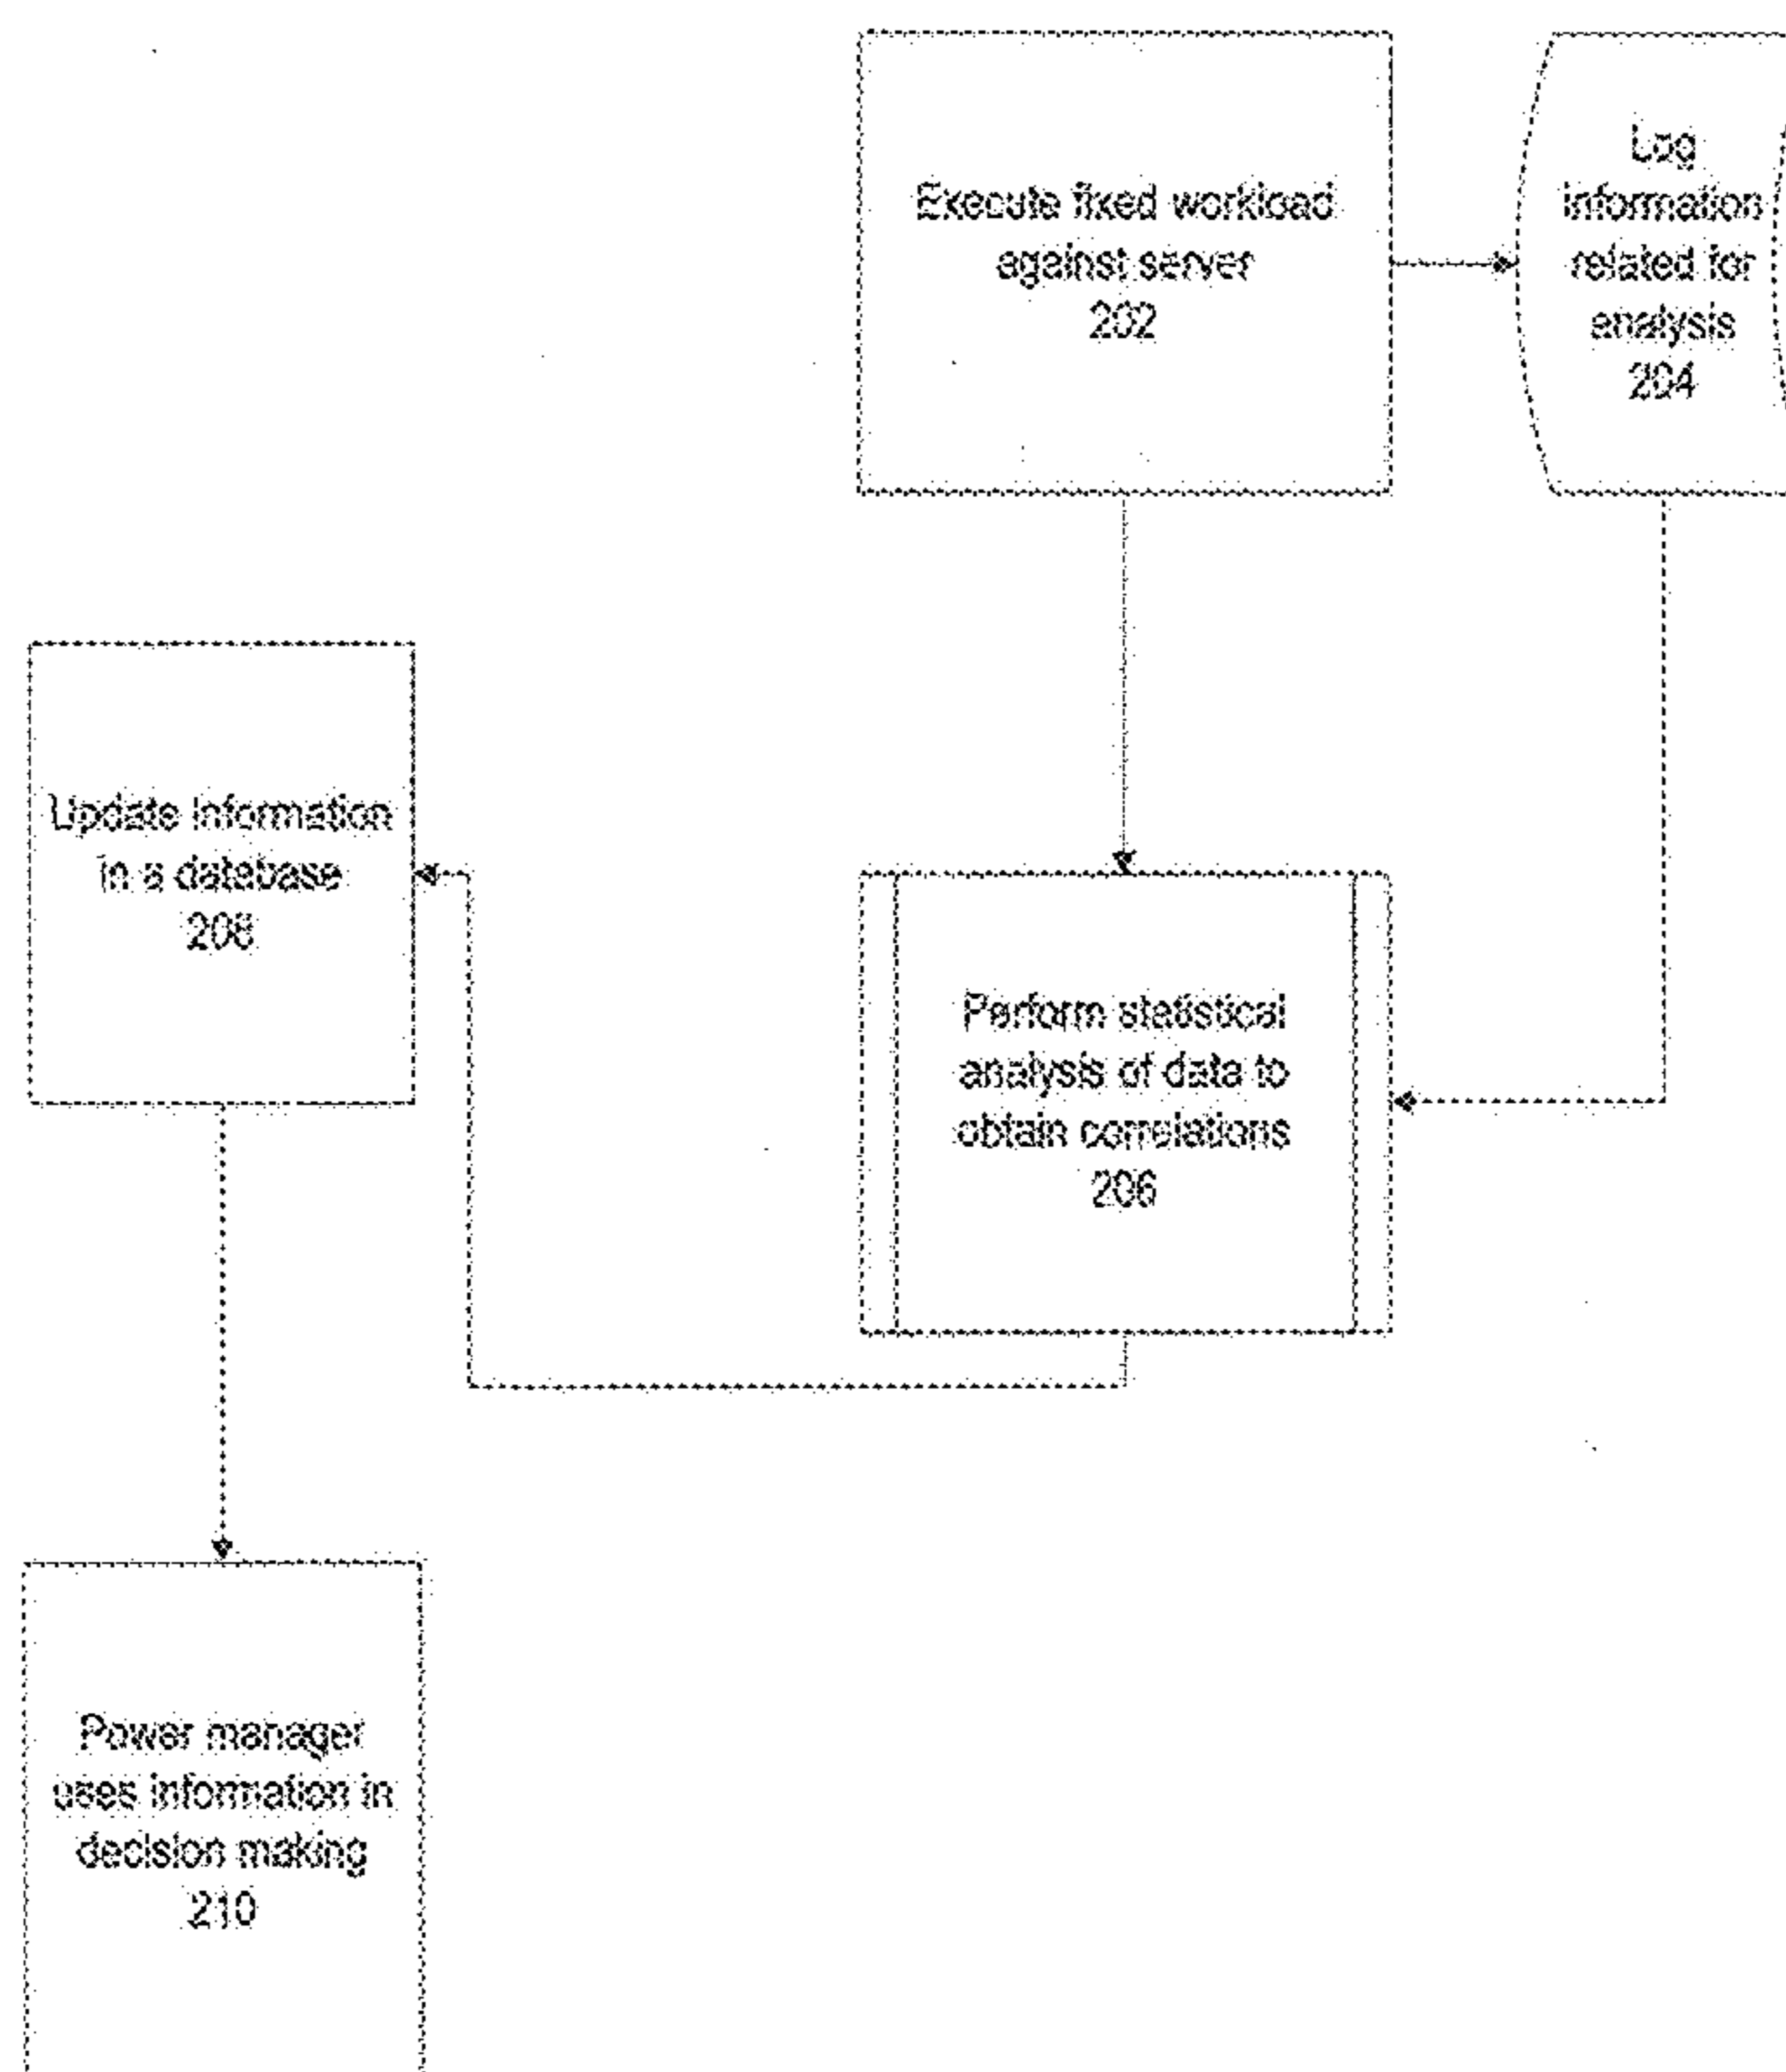 Execute fixed workload
against server
202
Log
information
related for
analysis
204
Update information
in a database
208
Perform statistical
analysis of data to
obtain correlations
206
Power manager
uses information in
decision making
210